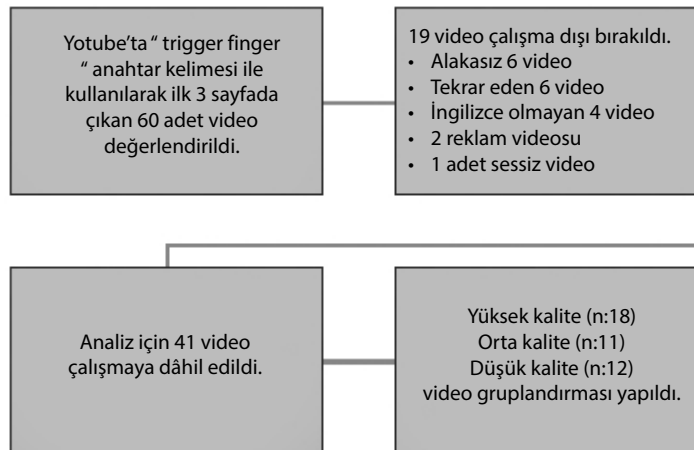 Yotube’ta “ trigger finger
“ anahtar kelimesi ile
kullanılarak ilk 3 sayfada
çıkan 60 adet video
değerlendirildi.
19 video çalışma dışı bırakıldı.
• Alakasız 6 video
• Tekrar eden 6 video
• İngilizce olmayan 4 video
• 2 reklam videosu
• 1 adet sessiz video
Analiz için 41 video
çalışmaya dâhil edildi.
Yüksek kalite (n:18)
Orta kalite (n:11)
Düşük kalite (n:12)
video gruplandırması yapıldı.